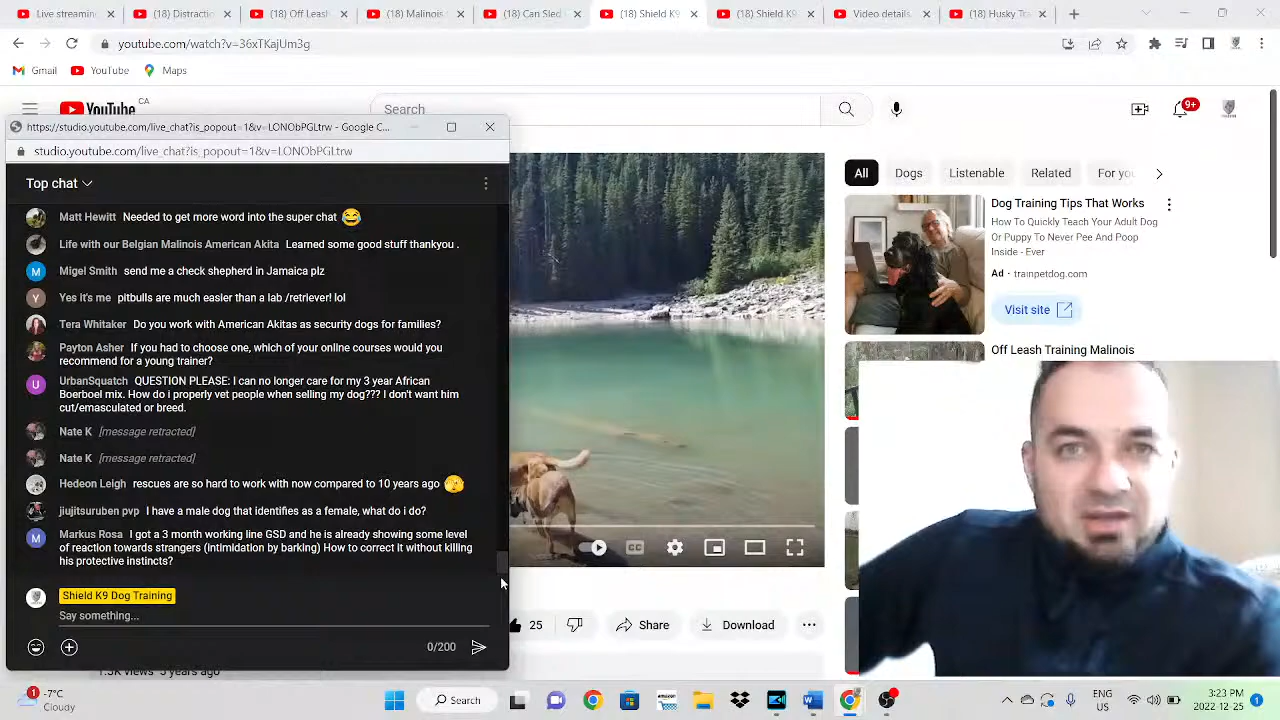 Live streami
(18) Distractio
(18) Off Leash
(18) Malinois
(18) Cani Sled
(18) Shield K9
(18) Shield K9
Video details
(18) Husky Tra
youtube.com/watch?v=36xTKajUm3g
Gmail
YouTube
Maps
YouTube CA
Search
9+
https://studio.youtube.com/live_chat?is_popout=1&v=LONObPGLtrw - Google C...
studio.youtube.com/live_chat?is_popout=1&v=LONObPGLtrw
Top chat
Matt Hewitt Needed to get more word into the super chat
Life with our Belgian Malinois American Akita Learned some good stuff thankyou .
Migel Smith send me a check shepherd in Jamaica plz
Yes It's me pitbulls are much easier than a lab /retriever! lol
Tera Whitaker Do you work with American Akitas as security dogs for families?
Payton Asher If you had to choose one, which of your online courses would you
recommend for a young trainer?
UrbanSquatch QUESTION PLEASE: I can no longer care for my 3 year African
Boerboel mix. How do i properly vet people when selling my dog??? I don't want him
cut/emasculated or breed.
Nate K [message retracted]
Nate K [message retracted]
Hedeon Leigh rescues are so hard to work with now compared to 10 years ago
jiujitsuruben pvp I have a male dog that identifies as a female, what do i do?
Markus Rosa I got a 3 month working line GSD and he is already showing some level
of reaction towards strangers (intimidation by barking) How to correct it without killing
his protective instincts?
Shield K9 Dog Training
Say something...
0/200
All
Dogs
Listenable
Related
For you
Dog Training Tips That Works
How To Quickly Teach Your Adult Dog
Or Puppy To Never Pee And Poop
Inside - Ever
Ad · trainpetdog.com
Visit site
Off Leash Training Malinois
25
Share
Download
1
-7°C
Cloudy
Search
ENG
3:23 PM
2022-12-25
1